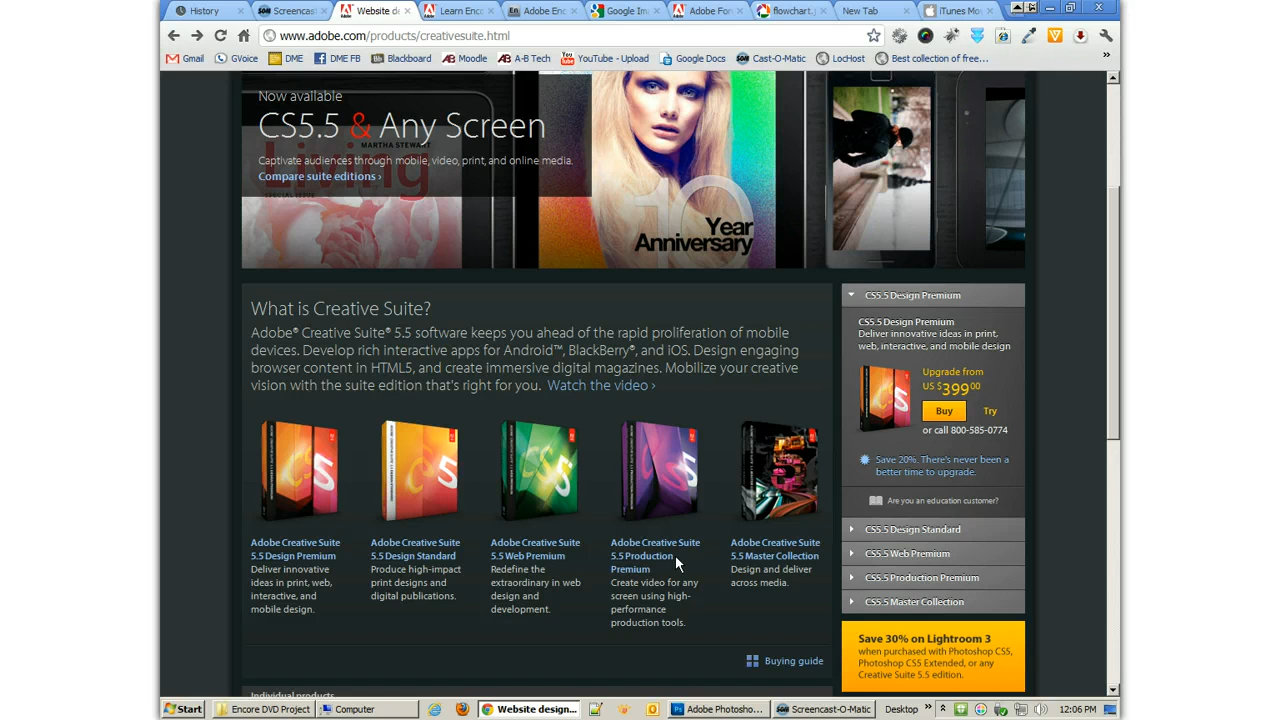 History
Screencast
Website de
Learn Enco
Adobe Enc
Google Im
Adobe For
flowchart.j
New Tab
iTunes Mo
www.adobe.com/products/creativesuite.html
Gmail
GVoice
DME
DME FB
Blackboard
Moodle
A-B Tech
YouTube - Upload
Google Docs
Cast-O-Matic
LocHost
Best collection of free...
Now available
CS5.5 & Any Screen
MARTHA STEWART
Living
SPECIAL ISSUE
Captivate audiences through mobile, video, print, and online media.
Compare suite editions ›
10
Year
Anniversary
What is Creative Suite?
Adobe® Creative Suite® 5.5 software keeps you ahead of the rapid proliferation of mobile
devices. Develop rich interactive apps for Android™, BlackBerry®, and iOS. Design engaging
browser content in HTML5, and create immersive digital magazines. Mobilize your creative
vision with the suite edition that's right for you. Watch the video ›
Adobe Creative Suite
5.5 Design Premium
Deliver innovative
ideas in print, web,
interactive, and
mobile design.
Adobe Creative Suite
5.5 Design Standard
Produce high-impact
print designs and
digital publications.
Adobe Creative Suite
5.5 Web Premium
Redefine the
extraordinary in web
design and
development.
Adobe Creative Suite
5.5 Production
Premium
Create video for any
screen using high-
performance
production tools.
Adobe Creative Suite
5.5 Master Collection
Design and deliver
across media.
Buying guide
Individual products
CS5.5 Design Premium
CS5.5 Design Premium
Deliver innovative ideas in print,
web, interactive, and mobile design
Upgrade from
US $399.00
Buy
Try
or call 800-585-0774
Save 20%. There's never been a
better time to upgrade.
Are you an education customer?
CS5.5 Design Standard
CS5.5 Web Premium
CS5.5 Production Premium
CS5.5 Master Collection
Save 30% on Lightroom 3
when purchased with Photoshop CS5,
Photoshop CS5 Extended, or any
Creative Suite 5.5 edition.
Start
Encore DVD Project
Computer
Website design...
Adobe Photosho...
Screencast-O-Matic
Desktop
12:06 PM